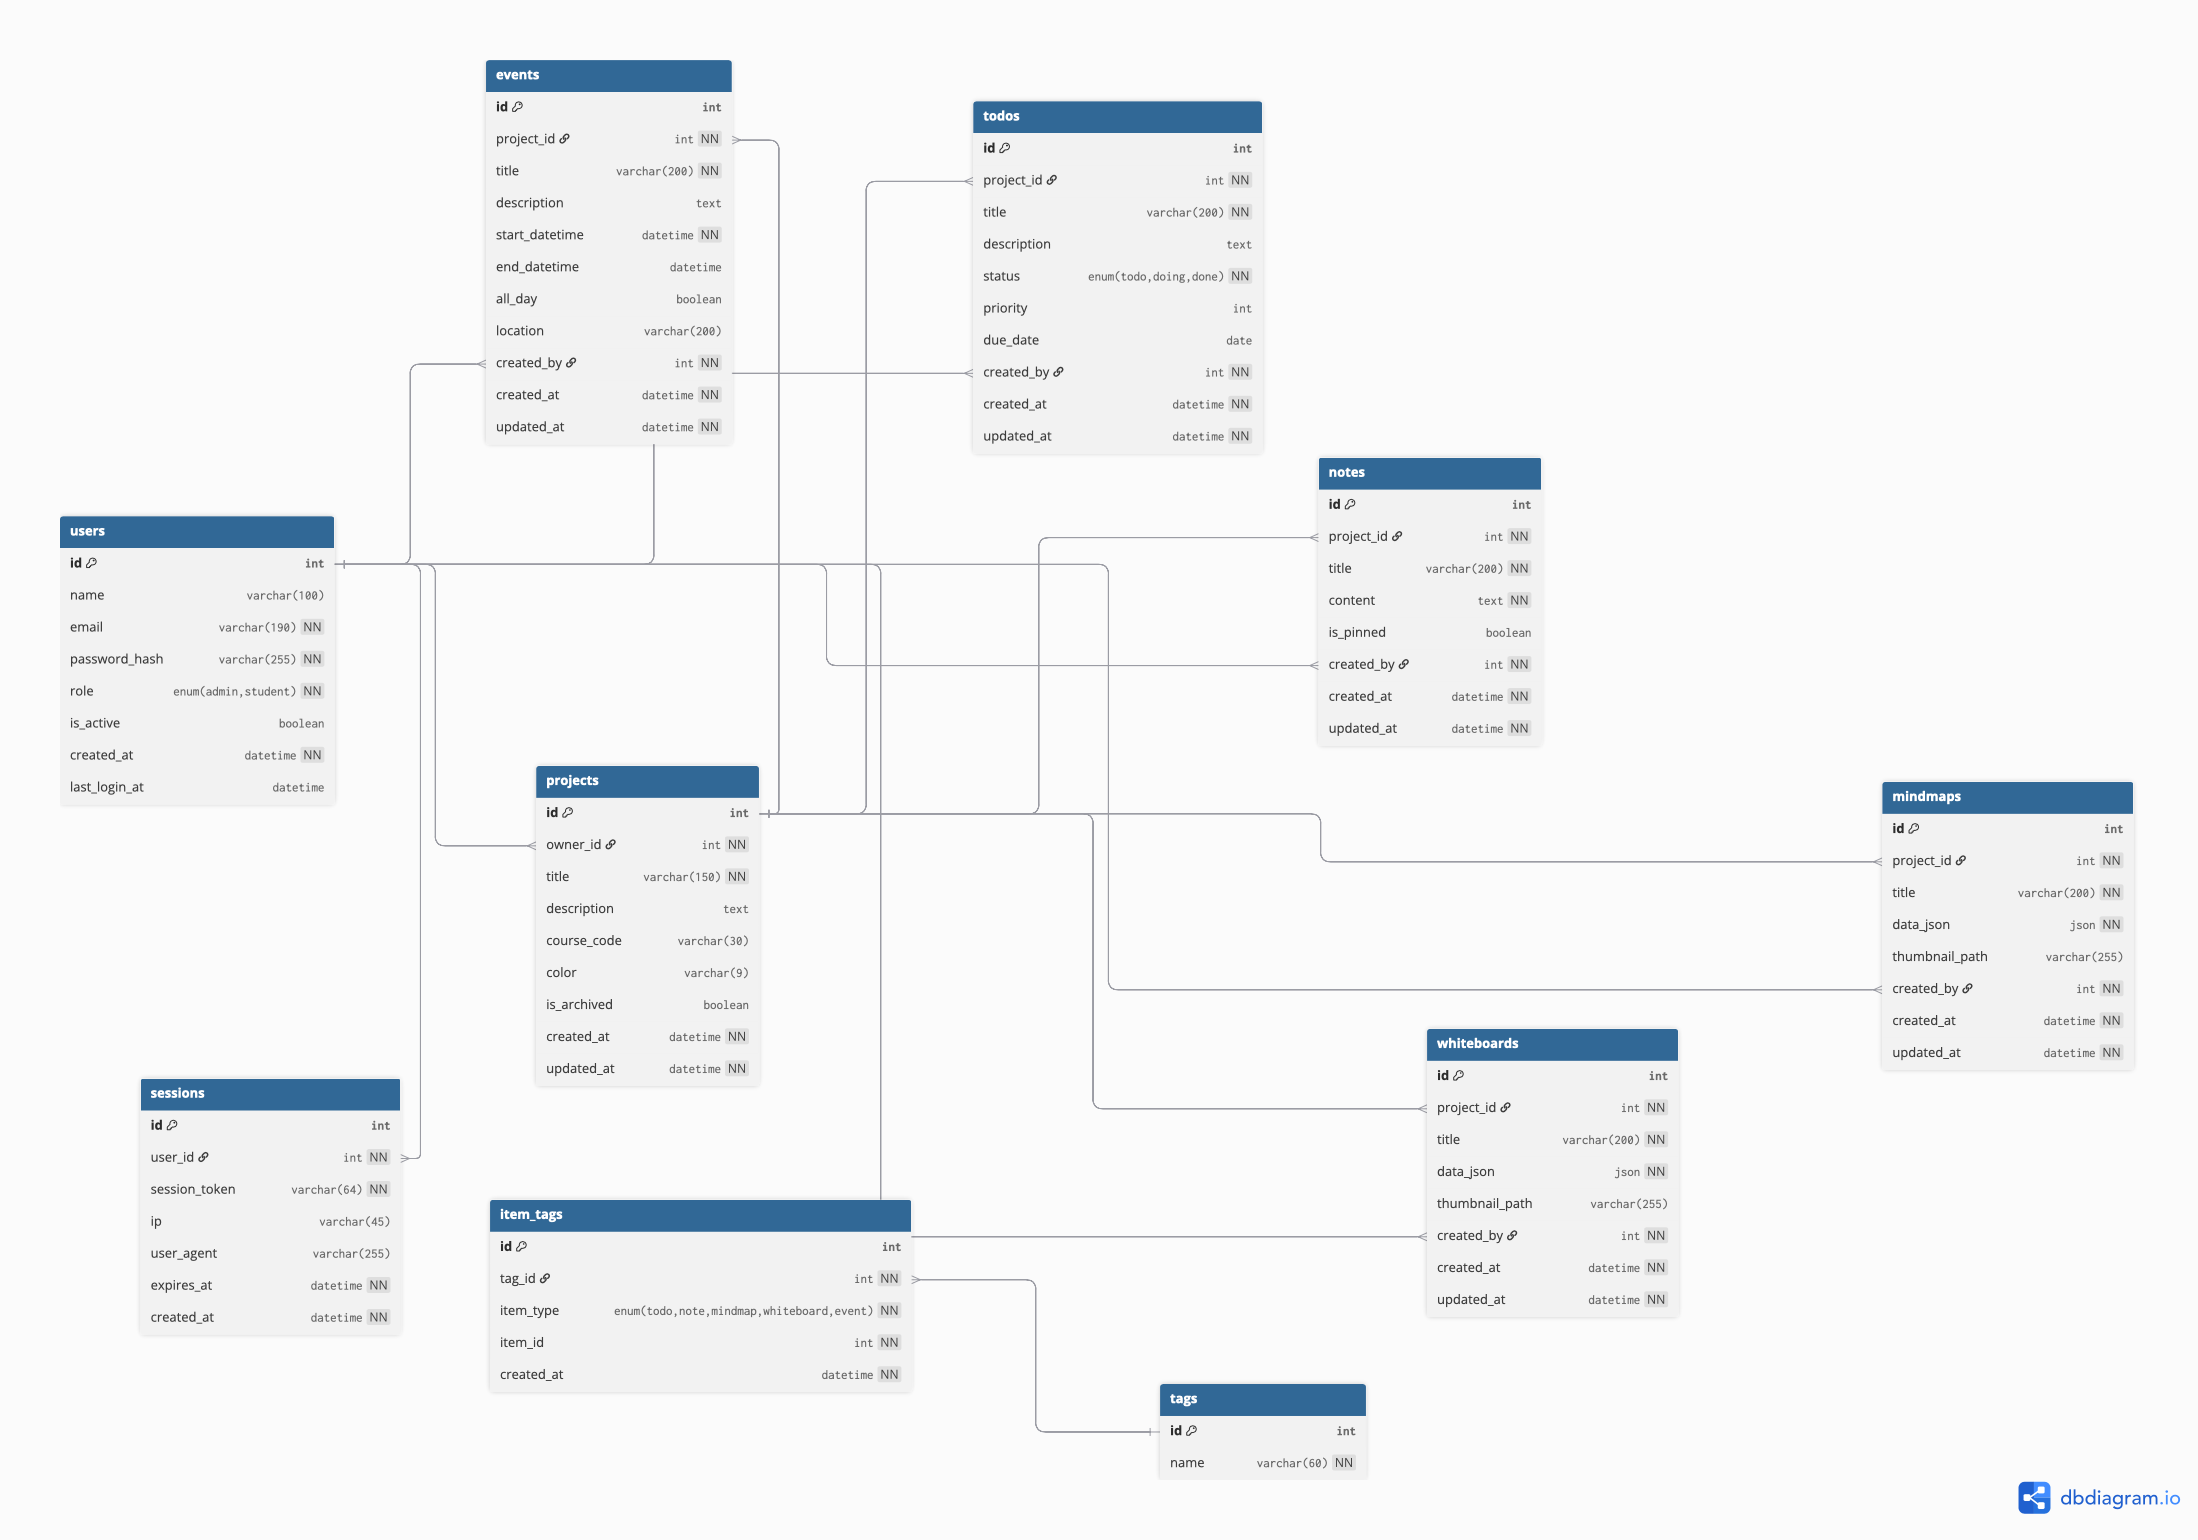 events
id int
project_id int NN
title varchar(200) NN
description text
start_datetime datetime NN
end_datetime datetime
all_day boolean
location varchar(200)
created_by int NN
created_at datetime NN
updated_at datetime NN
todos
id int
project_id int NN
title varchar(200) NN
description text
status enum(todo,doing,done) NN
priority int
due_date date
created_by int NN
created_at datetime NN
updated_at datetime NN
notes
id int
project_id int NN
title varchar(200) NN
content text NN
is_pinned boolean
created_by int NN
created_at datetime NN
updated_at datetime NN
users
id int
name varchar(100)
email varchar(190) NN
password_hash varchar(255) NN
role enum(admin,student) NN
is_active boolean
created_at datetime NN
last_login_at datetime
projects
id int
owner_id int NN
title varchar(150) NN
description text
course_code varchar(30)
color varchar(9)
is_archived boolean
created_at datetime NN
updated_at datetime NN
mindmaps
id int
project_id int NN
title varchar(200) NN
data_json json NN
thumbnail_path varchar(255)
created_by int NN
created_at datetime NN
updated_at datetime NN
whiteboards
id int
project_id int NN
title varchar(200) NN
data_json json NN
thumbnail_path varchar(255)
created_by int NN
created_at datetime NN
updated_at datetime NN
sessions
id int
user_id int NN
session_token varchar(64) NN
ip varchar(45)
user_agent varchar(255)
expires_at datetime NN
created_at datetime NN
item_tags
id int
tag_id int NN
item_type enum(todo,note,mindmap,whiteboard,event) NN
item_id int NN
created_at datetime NN
tags
id int
name varchar(60) NN
dbdiagram.io